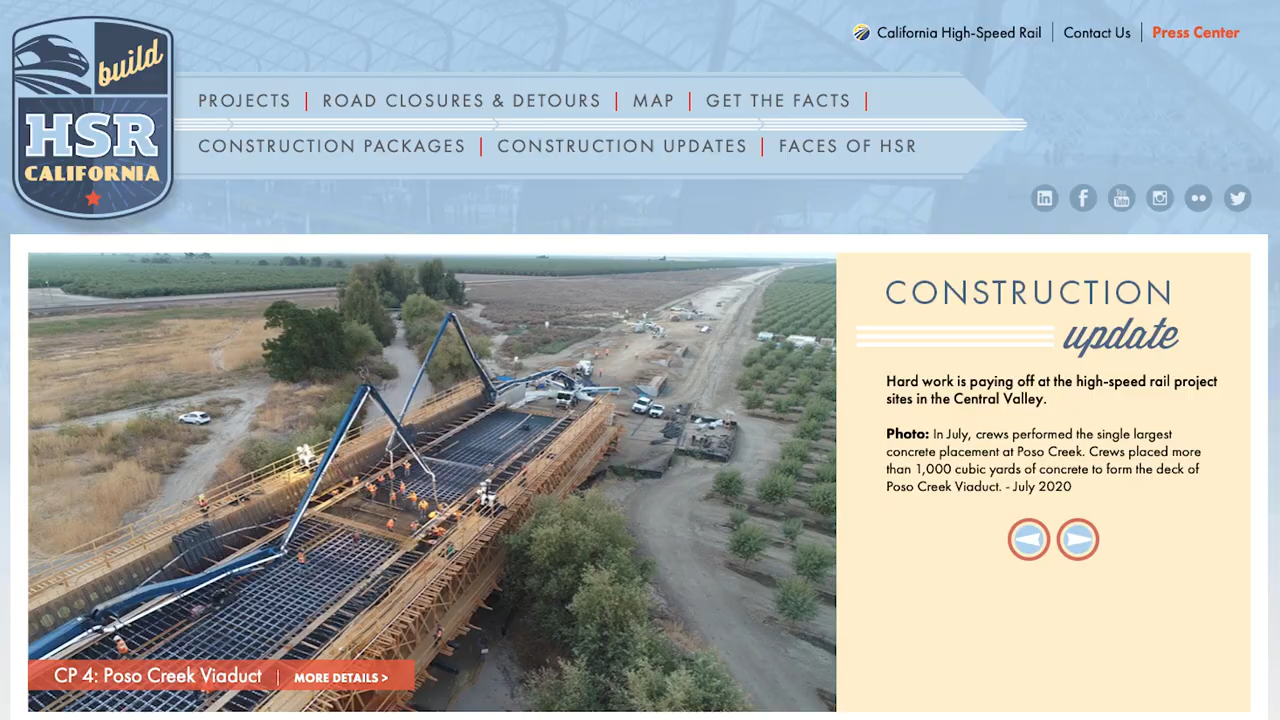 California High-Speed Rail | Contact Us | Press Center
build
HSR
CALIFORNIA
PROJECTS | ROAD CLOSURES & DETOURS | MAP | GET THE FACTS |
CONSTRUCTION PACKAGES | CONSTRUCTION UPDATES | FACES OF HSR
in f You Tube
CONSTRUCTION
update
Hard work is paying off at the high-speed rail project
sites in the Central Valley.
Photo: In July, crews performed the single largest
concrete placement at Poso Creek. Crews placed more
than 1,000 cubic yards of concrete to form the deck of
Poso Creek Viaduct. - July 2020
CP 4: Poso Creek Viaduct | MORE DETAILS >